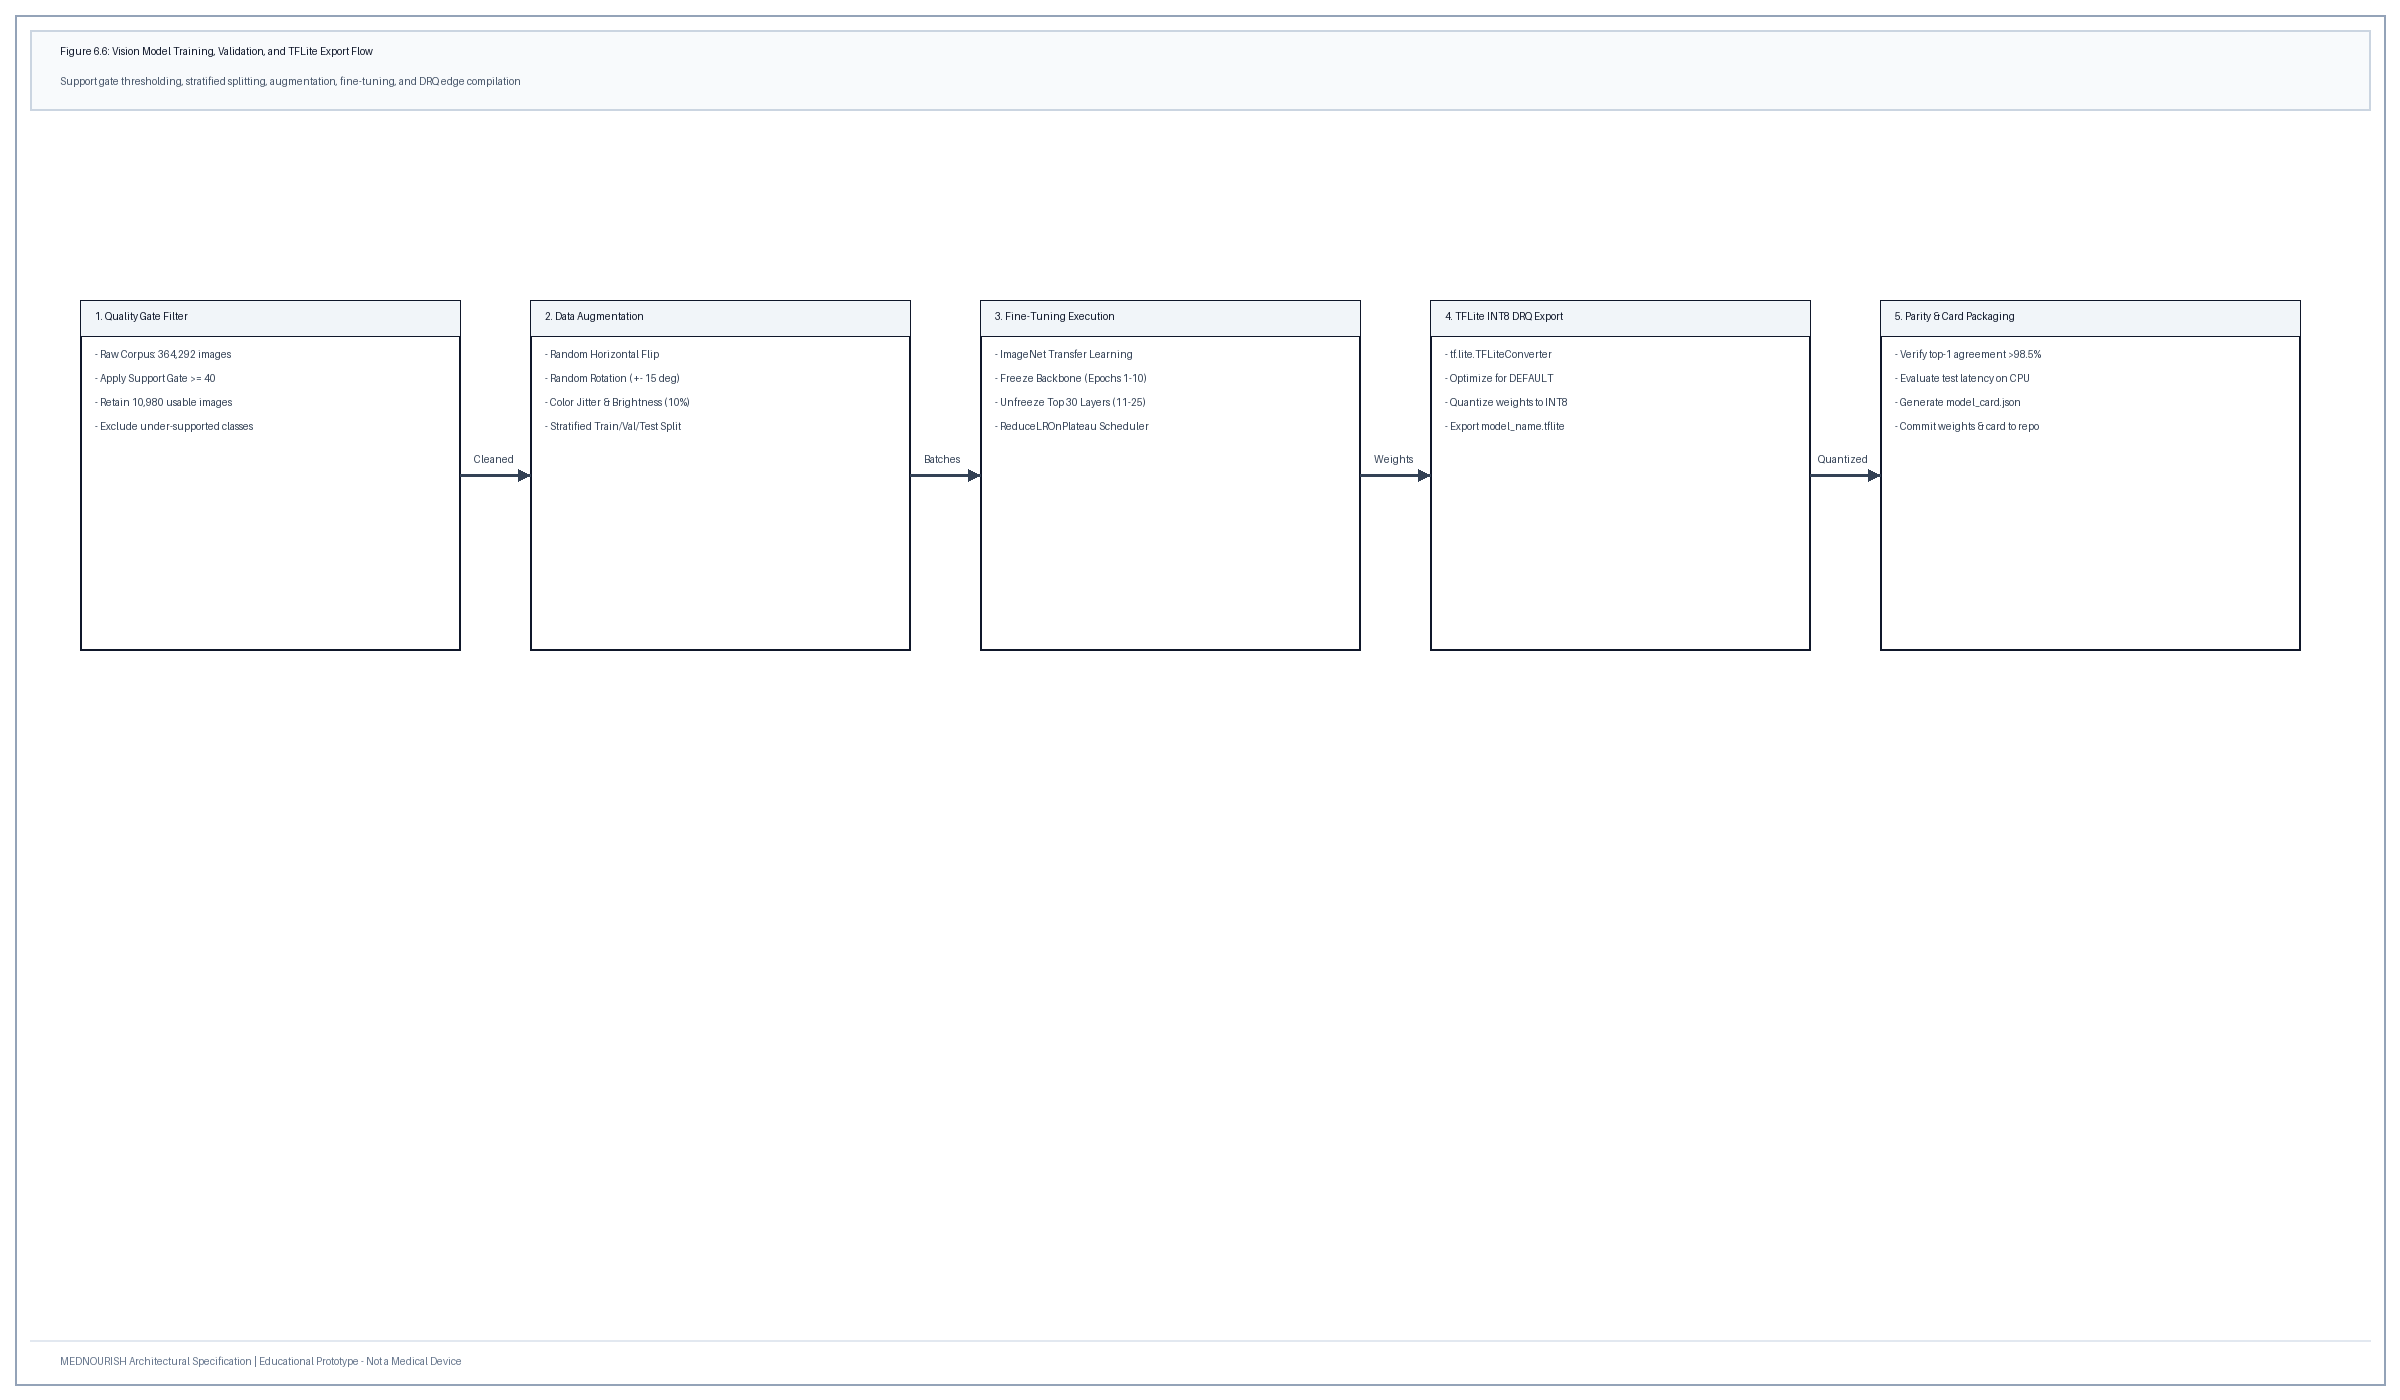 Figure 6.6: Vision Model Training, Validation, and TFLite Export Flow
Support gate thresholding, stratified splitting, augmentation, fine-tuning, and DRQ edge compilation
1. Quality Gate Filter
- Raw Corpus: 364,292 images
- Apply Support Gate >= 40
- Retain 10,980 usable images
- Exclude under-supported classes
Cleaned
2. Data Augmentation
- Random Horizontal Flip
- Random Rotation (+- 15 deg)
- Color Jitter & Brightness (10%)
- Stratified Train/Val/Test Split
Batches
3. Fine-Tuning Execution
- ImageNet Transfer Learning
- Freeze Backbone (Epochs 1-10)
- Unfreeze Top 30 Layers (11-25)
- ReduceLROnPlateau Scheduler
Weights
4. TFLite INT8 DRQ Export
- tf.lite.TFLiteConverter
- Optimize for DEFAULT
- Quantize weights to INT8
- Export model_name.tflite
Quantized
5. Parity & Card Packaging
- Verify top-1 agreement >98.5%
- Evaluate test latency on CPU
- Generate model_card.json
- Commit weights & card to repo
MEDNOURISH Architectural Specification | Educational Prototype - Not a Medical Device